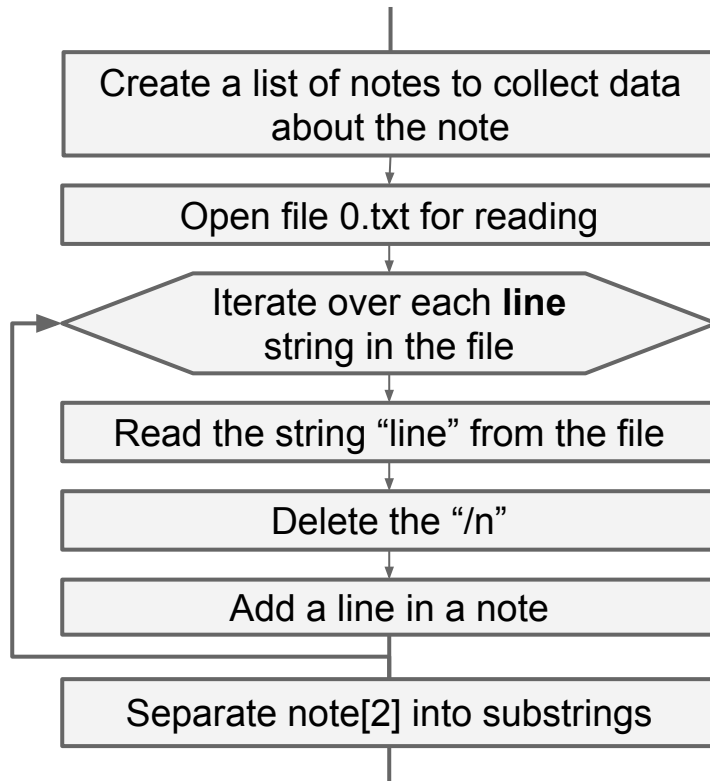 Create a list of notes to collect data
about the note
Open file 0.txt for reading
Iterate over each line
string in the file
Read the string “line” from the file
Delete the “/n”
Add a line in a note
Separate note[2] into substrings